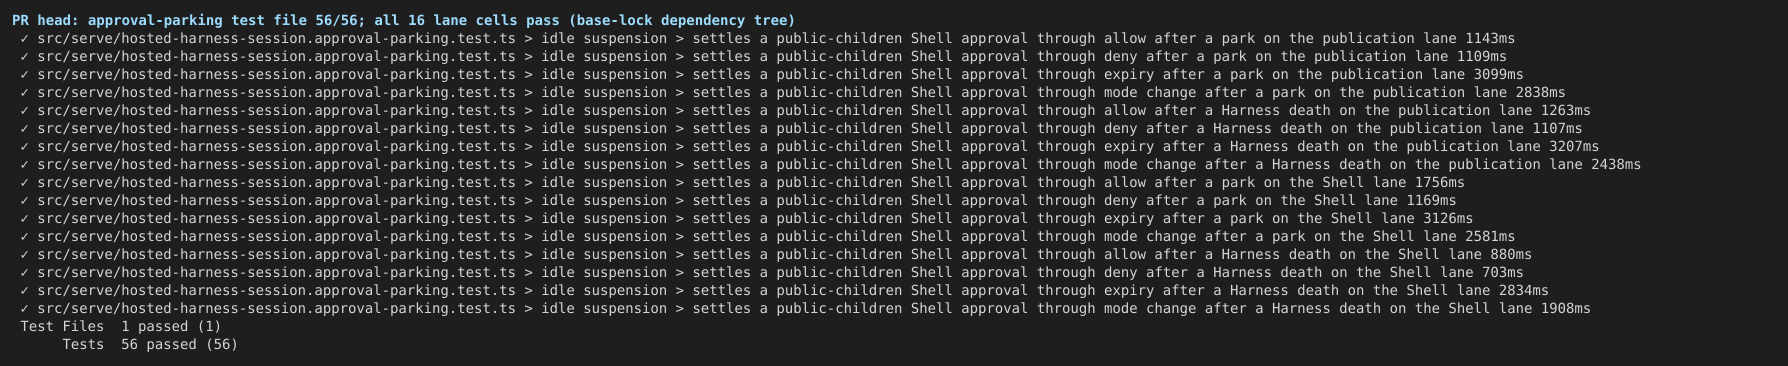 PR head: approval-parking test file 56/56; all 16 lane cells pass (base-lock dependency tree)
✓ src/serve/hosted-harness-session.approval-parking.test.ts > idle suspension > settles a public-children Shell approval through allow after a park on the publication lane 1143ms
✓ src/serve/hosted-harness-session.approval-parking.test.ts > idle suspension > settles a public-children Shell approval through deny after a park on the publication lane 1109ms
✓ src/serve/hosted-harness-session.approval-parking.test.ts > idle suspension > settles a public-children Shell approval through expiry after a park on the publication lane 3099ms
✓ src/serve/hosted-harness-session.approval-parking.test.ts > idle suspension > settles a public-children Shell approval through mode change after a park on the publication lane 2838ms
✓ src/serve/hosted-harness-session.approval-parking.test.ts > idle suspension > settles a public-children Shell approval through allow after a Harness death on the publication lane 1263ms
✓ src/serve/hosted-harness-session.approval-parking.test.ts > idle suspension > settles a public-children Shell approval through deny after a Harness death on the publication lane 1107ms
✓ src/serve/hosted-harness-session.approval-parking.test.ts > idle suspension > settles a public-children Shell approval through expiry after a Harness death on the publication lane 3207ms
✓ src/serve/hosted-harness-session.approval-parking.test.ts > idle suspension > settles a public-children Shell approval through mode change after a Harness death on the publication lane 2438ms
✓ src/serve/hosted-harness-session.approval-parking.test.ts > idle suspension > settles a public-children Shell approval through allow after a park on the Shell lane 1756ms
✓ src/serve/hosted-harness-session.approval-parking.test.ts > idle suspension > settles a public-children Shell approval through deny after a park on the Shell lane 1169ms
✓ src/serve/hosted-harness-session.approval-parking.test.ts > idle suspension > settles a public-children Shell approval through expiry after a park on the Shell lane 3126ms
✓ src/serve/hosted-harness-session.approval-parking.test.ts > idle suspension > settles a public-children Shell approval through mode change after a park on the Shell lane 2581ms
✓ src/serve/hosted-harness-session.approval-parking.test.ts > idle suspension > settles a public-children Shell approval through allow after a Harness death on the Shell lane 880ms
✓ src/serve/hosted-harness-session.approval-parking.test.ts > idle suspension > settles a public-children Shell approval through deny after a Harness death on the Shell lane 703ms
✓ src/serve/hosted-harness-session.approval-parking.test.ts > idle suspension > settles a public-children Shell approval through expiry after a Harness death on the Shell lane 2834ms
✓ src/serve/hosted-harness-session.approval-parking.test.ts > idle suspension > settles a public-children Shell approval through mode change after a Harness death on the Shell lane 1908ms
Test Files  1 passed (1)
Tests  56 passed (56)